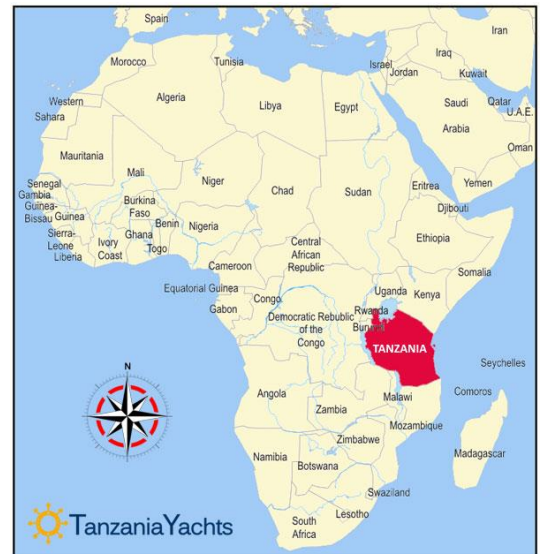 Spain
Iran
Morocco
Tunisia
Israel
Iraq
Jordan
Kuwait
Western
Sahara
Algeria
Libya
Egypt
Saudi
Arabia
Qatar
U.A.E.
Oman
Mauritania
Mali
Niger
Chad
Sudan
Eritrea
Yemen
Senegal
Gambia
Guinea-
Bissau
Guinea
Burkina
Faso
Benin
Nigeria
Djibouti
Sierra-
Leone
Liberia
Ivory
Coast
Ghana
Togo
Ethiopia
Central
African
Republic
Cameroon
Somalia
Equatorial Guinea
Gabon
Congo
Uganda
Kenya
Rwanda
Democratic Republic
of the
Congo
TANZANIA
Seychelles
N
Angola
Malawi
Comoros
Zambia
Mozambique
Zimbabwe
Madagascar
Namibia
Botswana
Swaziland
South
Africa
Lesotho
TanzaniaYachts